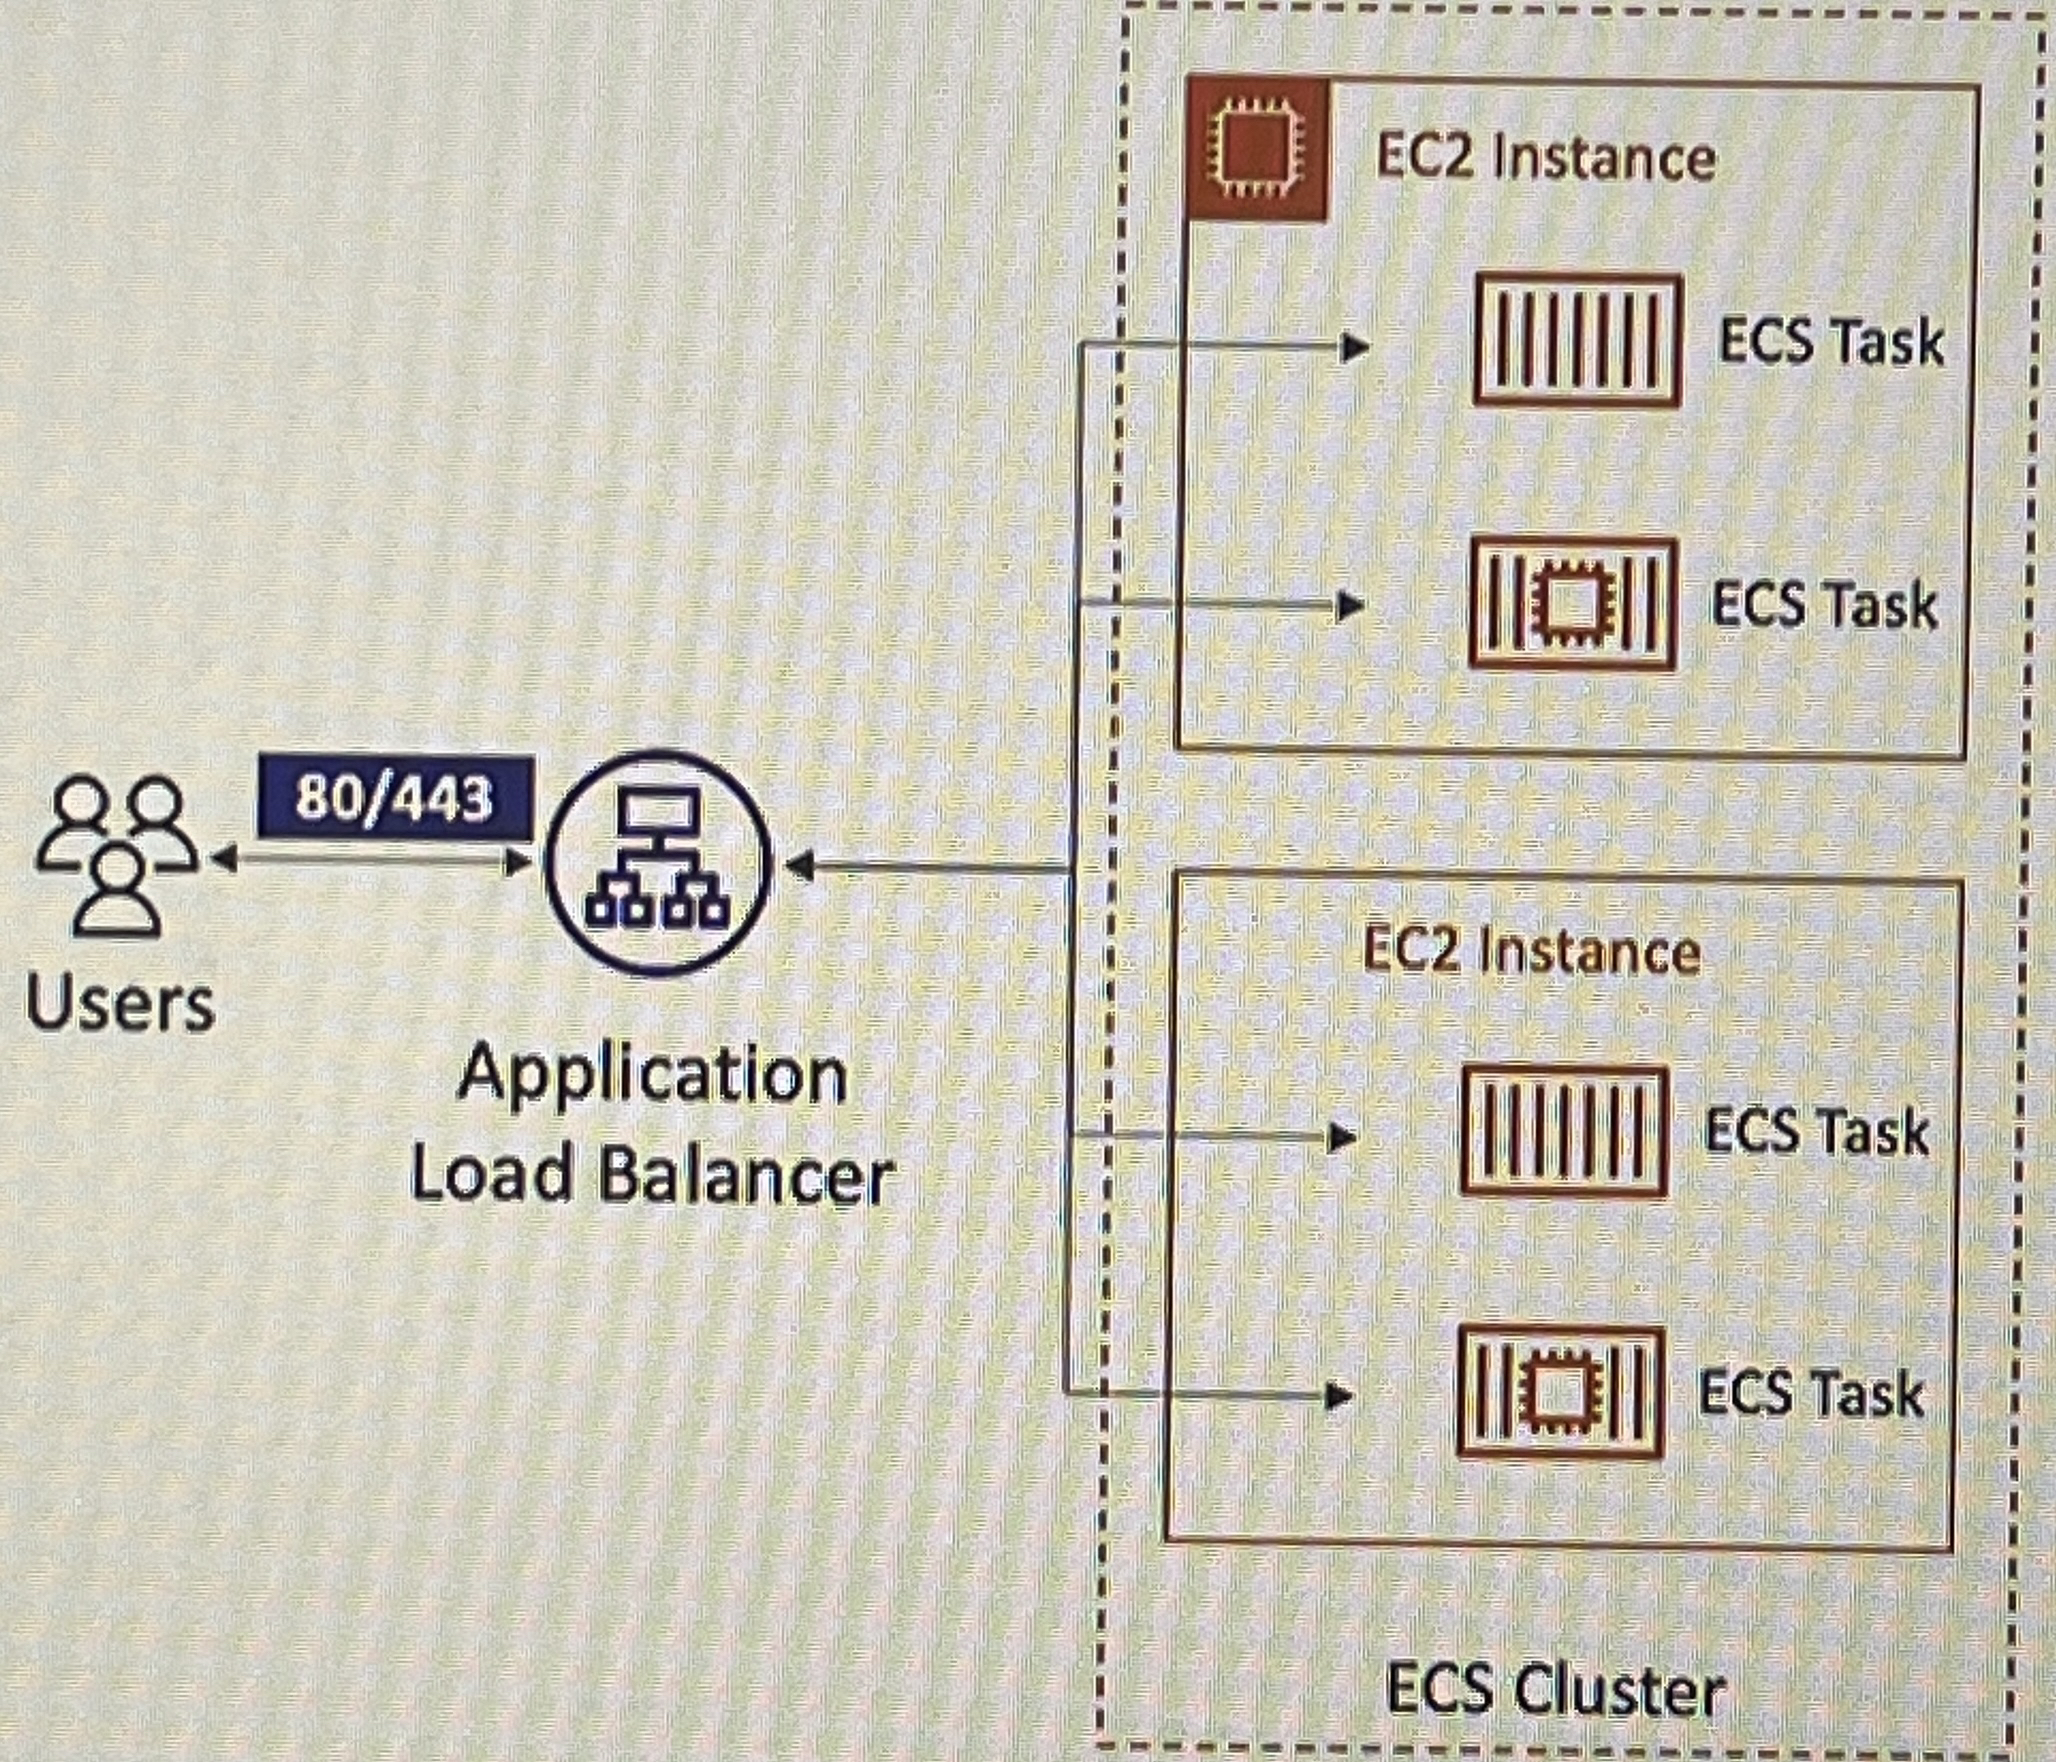 EC2 Instance
ECS Task
ECS Task
80/443
Users
Application
Load Balancer
EC2 Instance
ECS Task
ECS Task
ECS Cluster